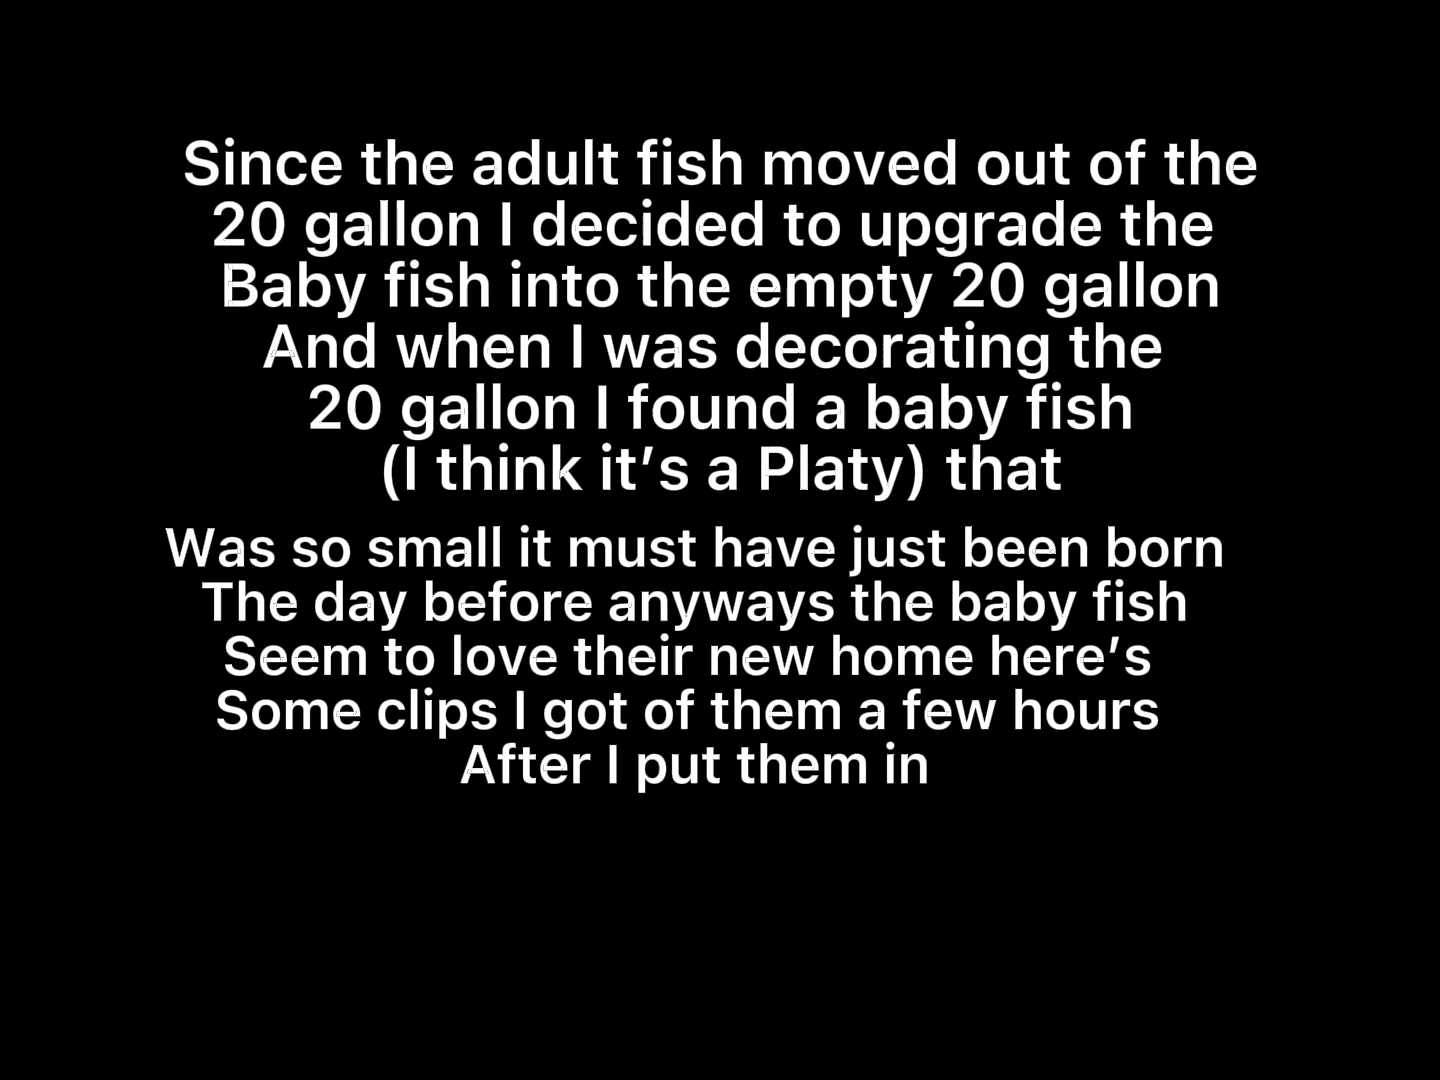 Since the adult fish moved out of the
20 gallon I decided to upgrade the
Baby fish into the empty 20 gallon
And when I was decorating the
20 gallon I found a baby fish
(I think it’s a Platy) that
Was so small it must have just been born
The day before anyways the baby fish
Seem to love their new home here’s
Some clips I got of them a few hours
After I put them in